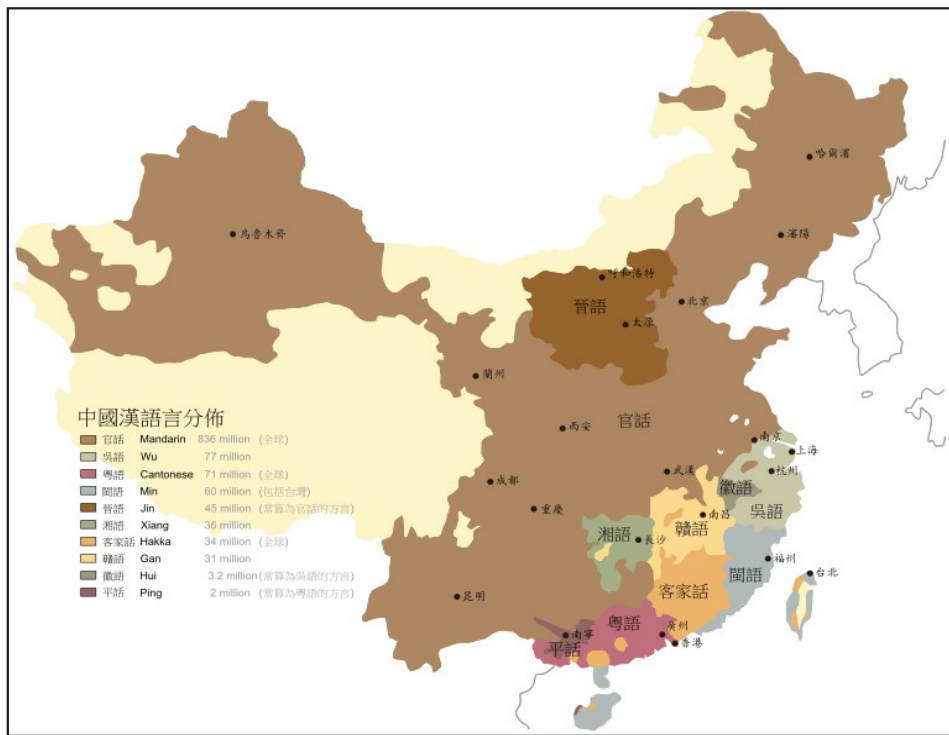 哈爾濱
烏魯木齊
瀋陽
呼和浩特
北京
晉語
太原
蘭州
中國漢語言分佈
官話 Mandarin 836 million (全球)
吳語 Wu 77 million
粵語 Cantonese 71 million (全球)
閩語 Min 60 million (包括台灣)
晉語 Jin 45 million (常算為官話的方言)
湘語 Xiang 36 million
客家話 Hakka 34 million (全球)
贛語 Gan 31 million
徽語 Hui 3.2 million (常算為吳語的方言)
平話 Ping 2 million (常算為粵語的方言)
西安
官話
南京
上海
成都
武漢
杭州
徽語
重慶
南昌
吳語
湘語
贛語
長沙
福州
閩語
台北
客家話
昆明
粵語
廣州
南寧
香港
平話